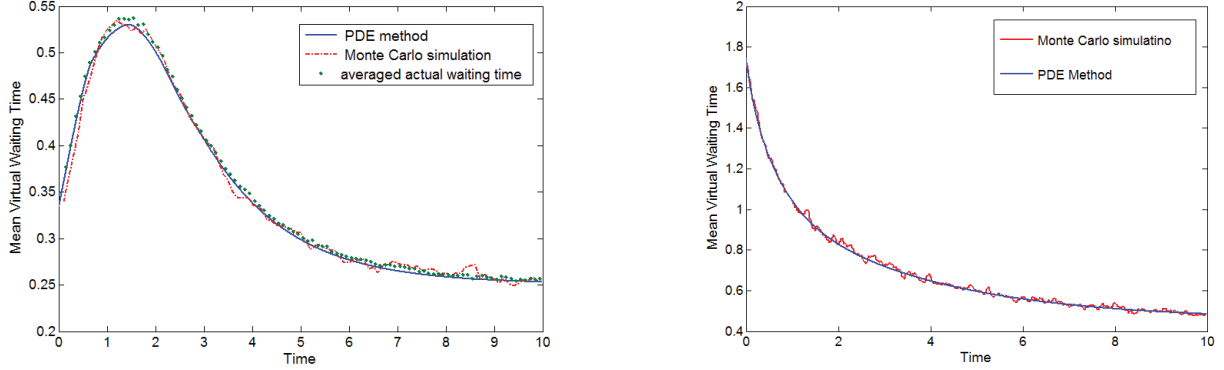 0.55
0.5
0.45
0.4
0.35
0.3
0.25
0.2
Mean Virtual Waiting Time
PDE method
Monte Carlo simulation
averaged actual waiting time
0 1 2 3 4 5 6 7 8 9 10
Time
2
1.8
1.6
1.4
1.2
1
0.8
0.6
0.4
Mean Virtual Waiting Time
Monte Carlo simulatino
PDE Method
0 2 4 6 8 10
Time